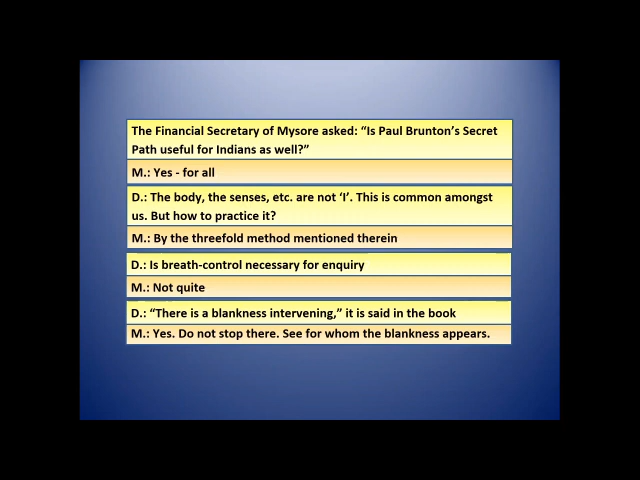 The Financial Secretary of Mysore asked: “Is Paul Brunton’s Secret
Path useful for Indians as well?”
M.: Yes - for all
D.: The body, the senses, etc. are not ‘I’. This is common amongst
us. But how to practice it?
M.: By the threefold method mentioned therein
D.: Is breath-control necessary for enquiry
M.: Not quite
D.: “There is a blankness intervening,” it is said in the book
M.: Yes. Do not stop there. See for whom the blankness appears.